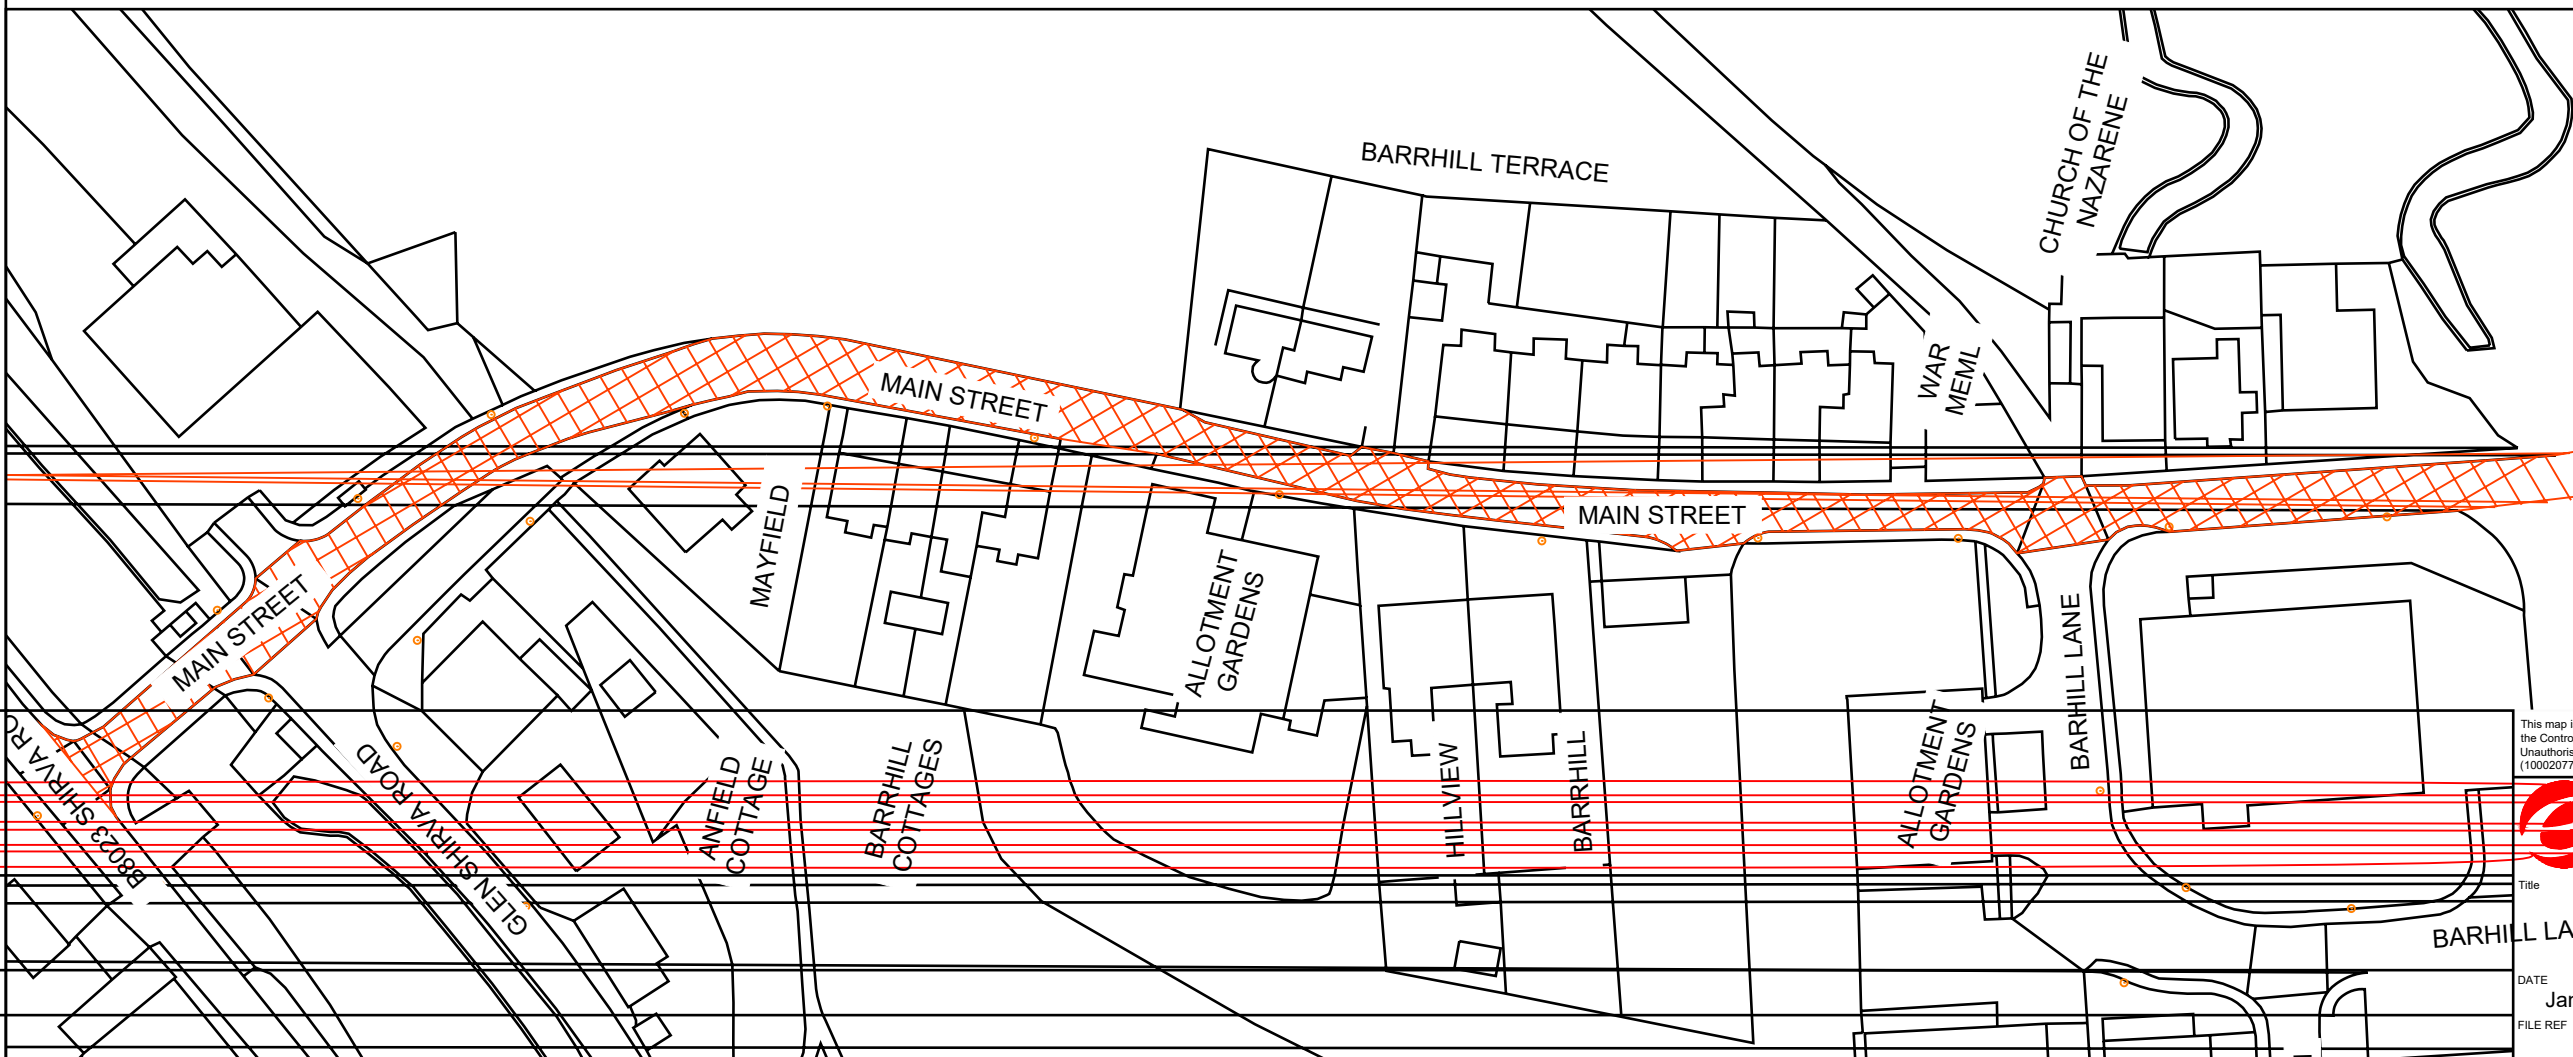 BARRHILL TERRACE
CHURCH OF THE
NAZARENE
WAR
MEML
MAIN STREET
MAIN STREET
MAIN STREET
MAYFIELD
ALLOTMENT
GARDENS
BARHILL LANE
B8023 SHIRVA RO
GLEN SHIRVA ROAD
ANFIELD
COTTAGE
BARRHILL
COTTAGES
HILLVIEW
BARRHILL
ALLOTMENT
GARDENS
This map i
the Contro
Unauthoris
(10002077
Title
BARHILL LA
DATE
Jar
FILE REF